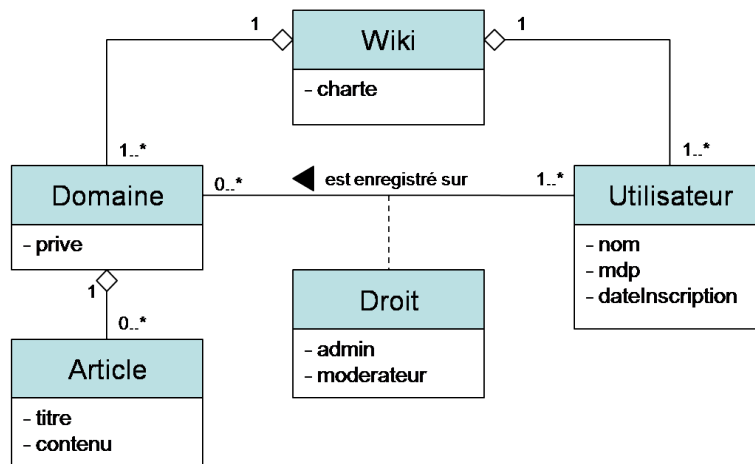 1
Wiki
1
- charte
1..*
1..*
Domaine
0..*
est enregistré sur
1..*
Utilisateur
- prive
- nom
- mdp
- dateInscription
1
Droit
0..*
- admin
- moderateur
Article
- titre
- contenu